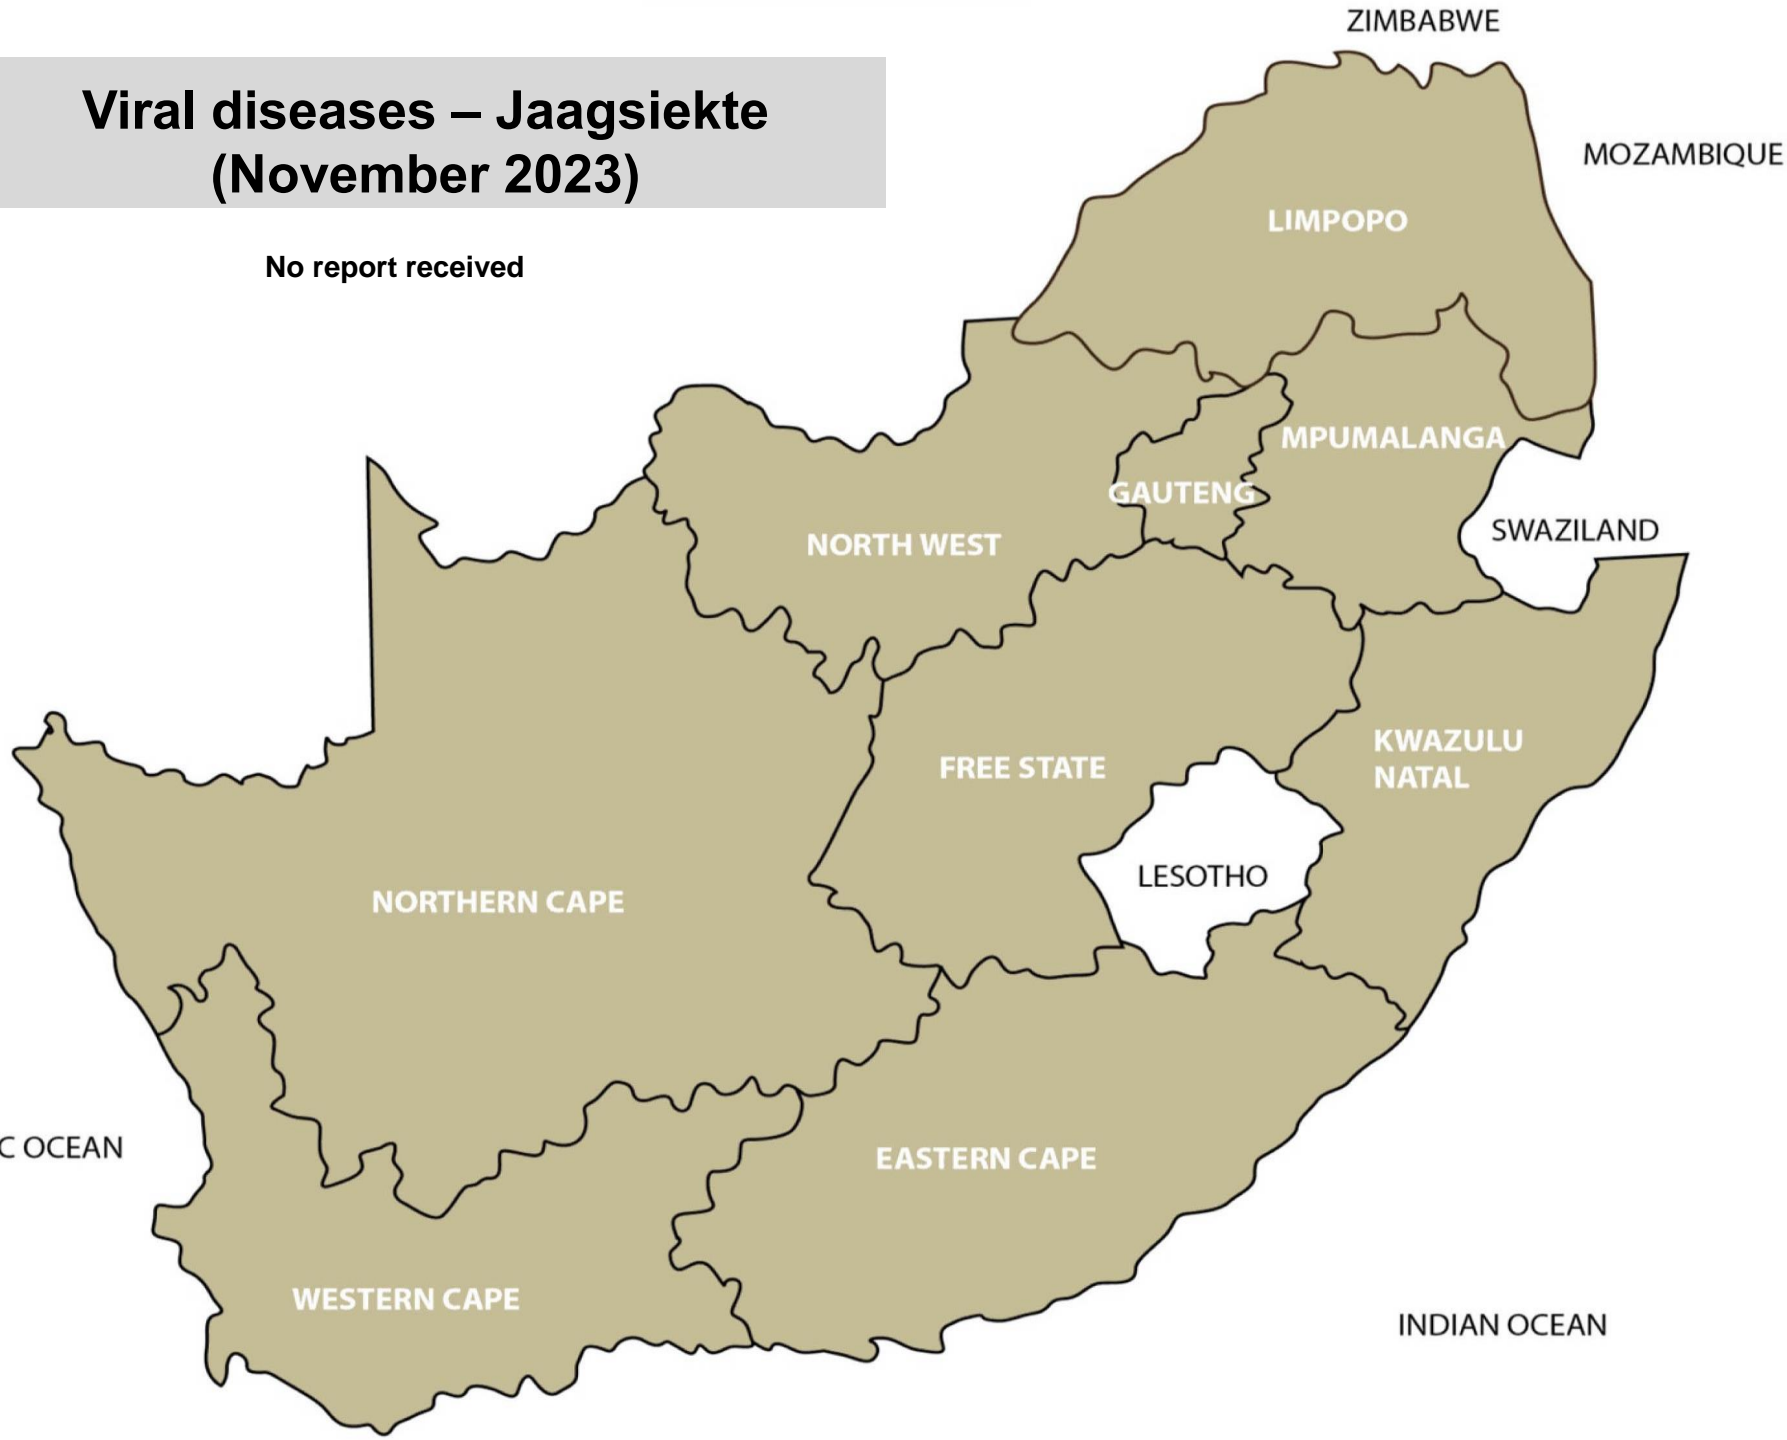 ZIMBABWE
Viral diseases – Jaagsiekte
(November 2023)
MOZAMBIQUE
LIMPOPO
No report received
MPUMALANGA
GAUTENG
SWAZILAND
NORTH WEST
KWAZULU
NATAL
FREE STATE
LESOTHO
NORTHERN CAPE
C OCEAN
EASTERN CAPE
WESTERN CAPE
INDIAN OCEAN